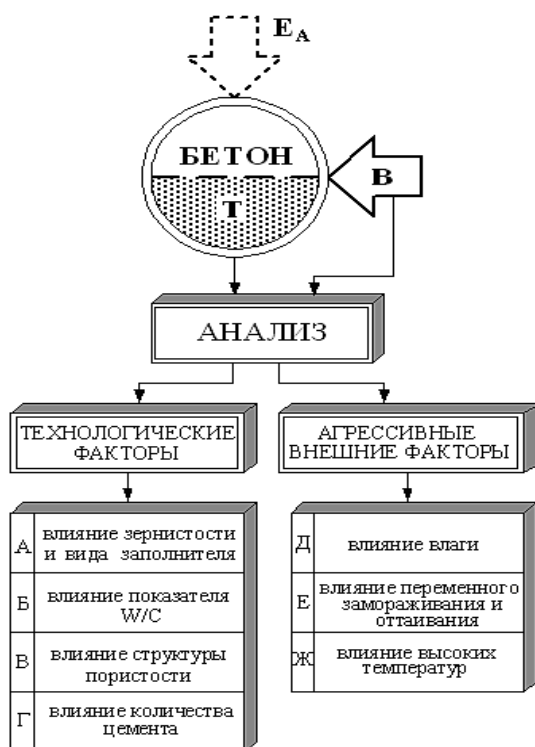 E_A
БЕТОН
В
Т
АНАЛИЗ
ТЕХНОЛОГИЧЕСКИЕ
ФАКТОРЫ
АГРЕССИВНЫЕ
ВНЕШНИЕ ФАКТОРЫ
А
влияние зернистости
и вида заполнителя
Б
влияние показателя
W/C
В
влияние структуры
пористости
Г
влияние количества
цемента
Д
влияние влаги
Е
влияние переменного
замораживания и
оттаивания
Ж
влияние высоких
температур